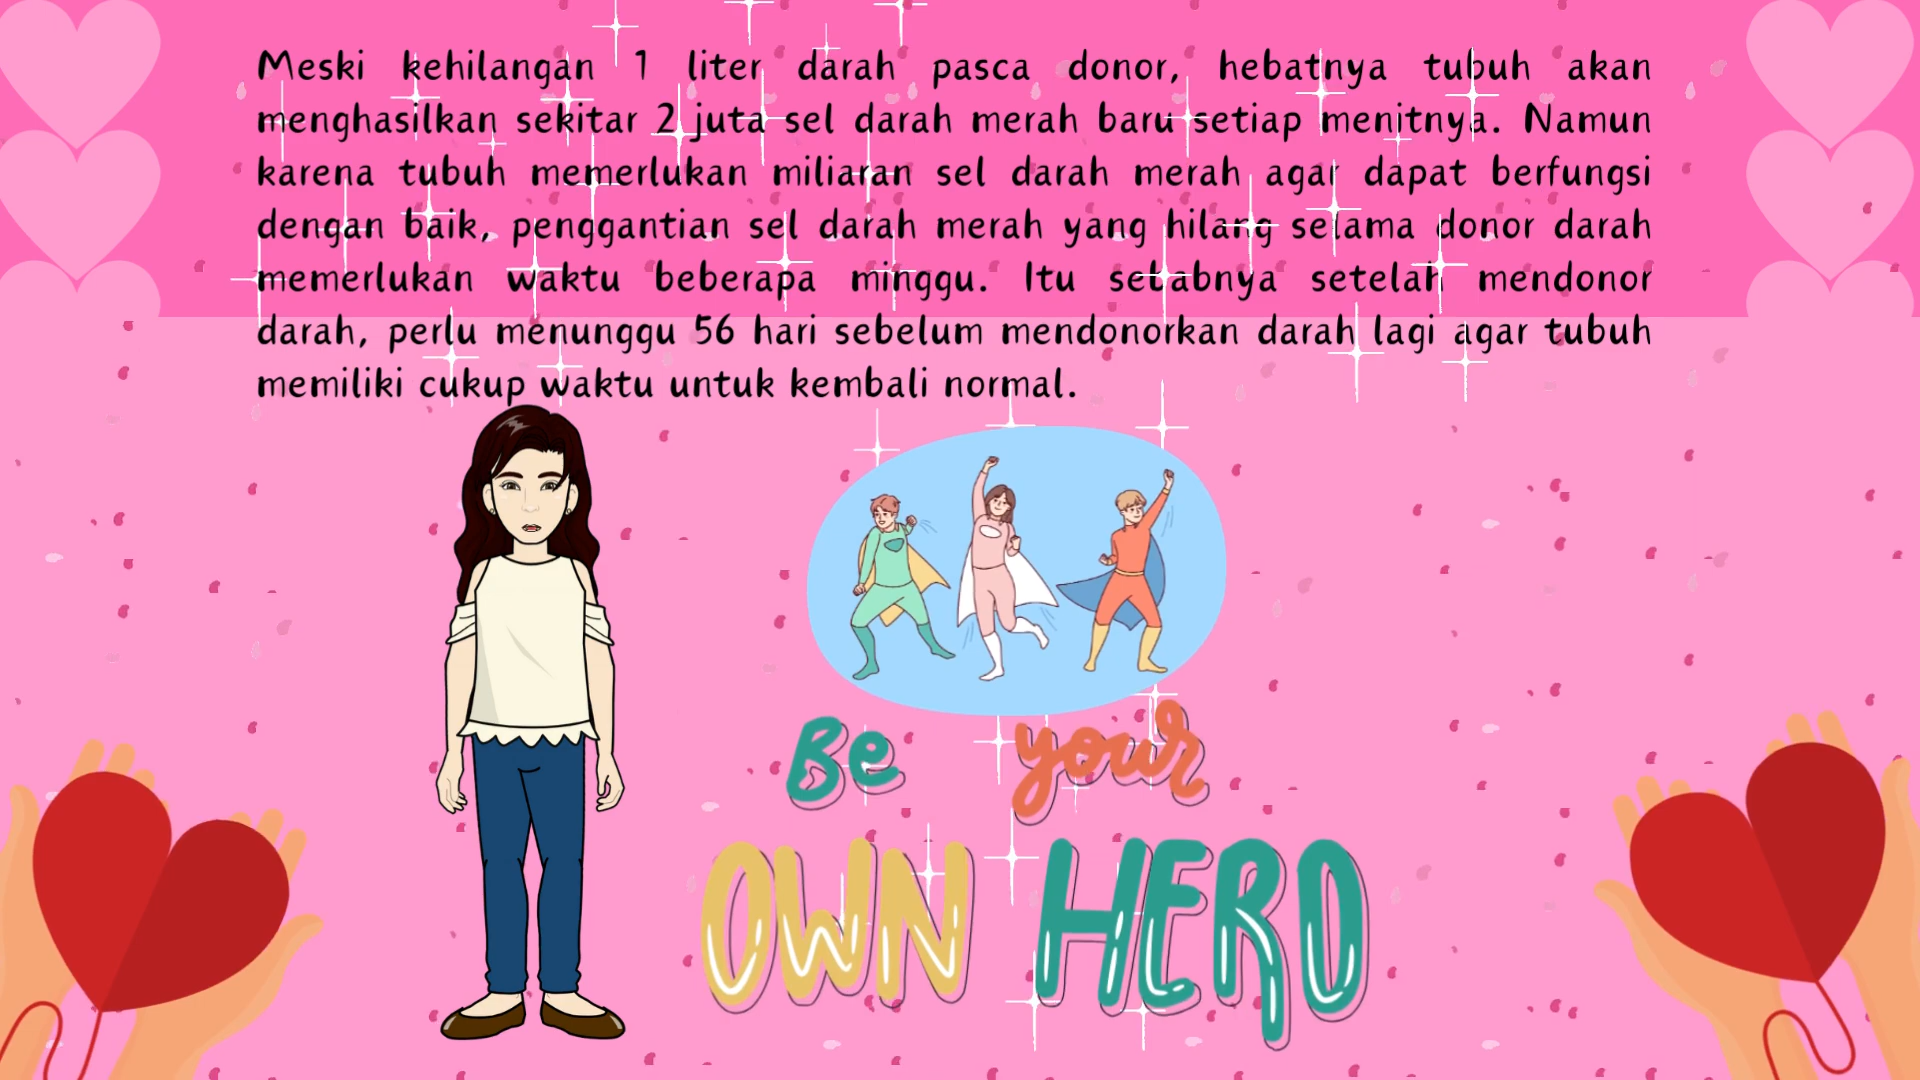 Meski kehilangan 1 liter darah pasca donor, hebatnya tubuh akan
menghasilkan sekitar 2 juta sel darah merah baru setiap menitnya. Namun
karena tubuh memerlukan miliaran sel darah merah agar dapat berfungsi
dengan baik, penggantian sel darah merah yang hilang selama donor darah
memerlukan waktu beberapa minggu. Itu sebabnya setelah mendonor
darah, perlu menunggu 56 hari sebelum mendonorkan darah lagi agar tubuh
memiliki cukup waktu untuk kembali normal.
Be your
OWN HERO